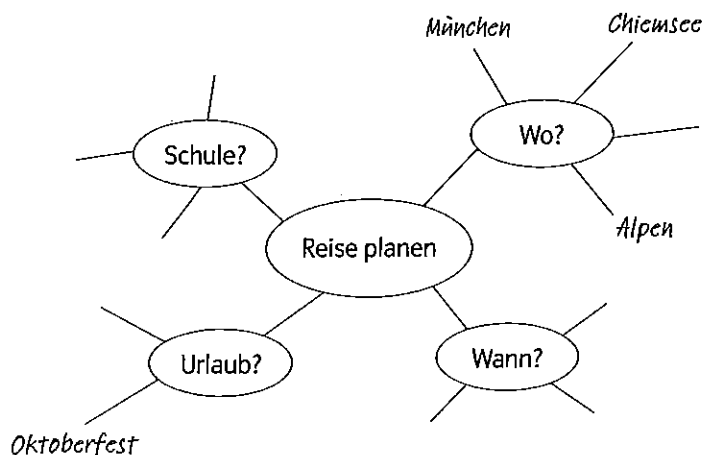 München
Chiemsee
Schule?
Wo?
Alpen
Reise planen
Urlaub?
Wann?
Oktoberfest